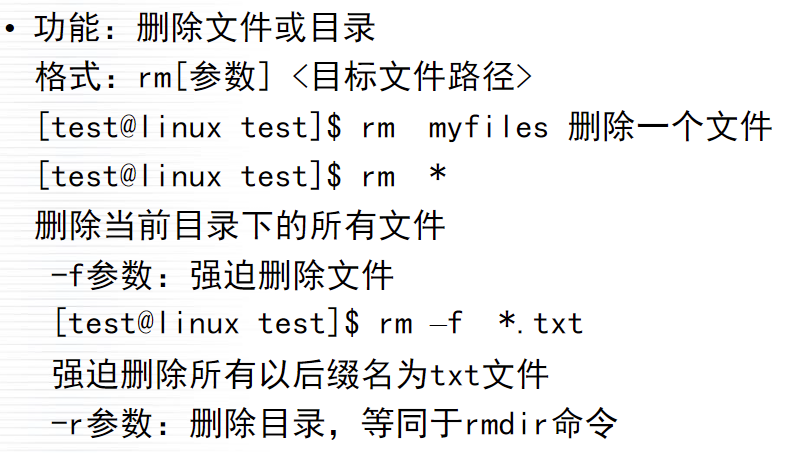 • 功能：删除文件或目录
格式：rm[参数] <目标文件路径>
[test@linux test]$ rm  myfiles 删除一个文件
[test@linux test]$ rm  *
删除当前目录下的所有文件
-f参数：强迫删除文件
[test@linux test]$ rm –f  *.txt
强迫删除所有以后缀名为txt文件
-r参数：删除目录，等同于rmdir命令